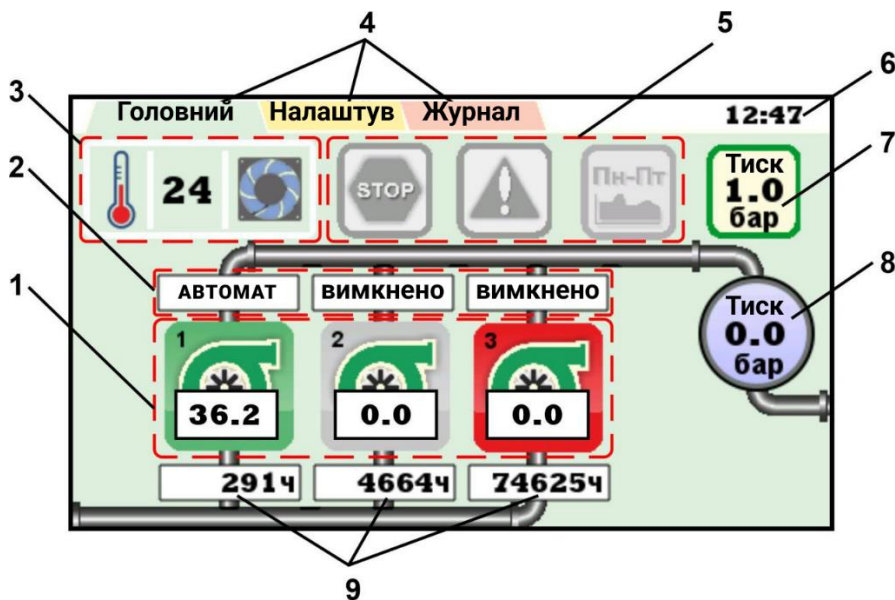 4
5
3
6
Головний Налаштув Журнал 12:47
24 STOP Пн-Пт
Тиск
1.0
бар
7
2
8
1
АВТОМАТ вимкнено вимкнено
Тиск
0.0
бар
1 2 3
36.2 0.0 0.0
291ч 4664ч 74625ч
9